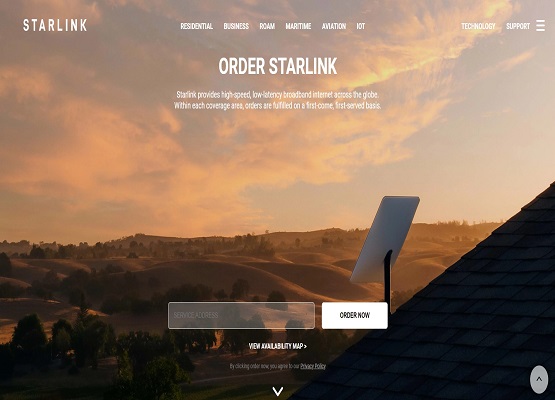 STARLINK
RESIDENTIAL BUSINESS ROAM MARITIME AVIATION IOT
TECHNOLOGY SUPPORT
ORDER STARLINK
Starlink provides high-speed, low-latency broadband internet across the globe.
Within each coverage area, orders are fulfilled on a first-come, first-served basis.
SERVICE ADDRESS
ORDER NOW
VIEW AVAILABILITY MAP >
By clicking order now, you agree to our Privacy Policy